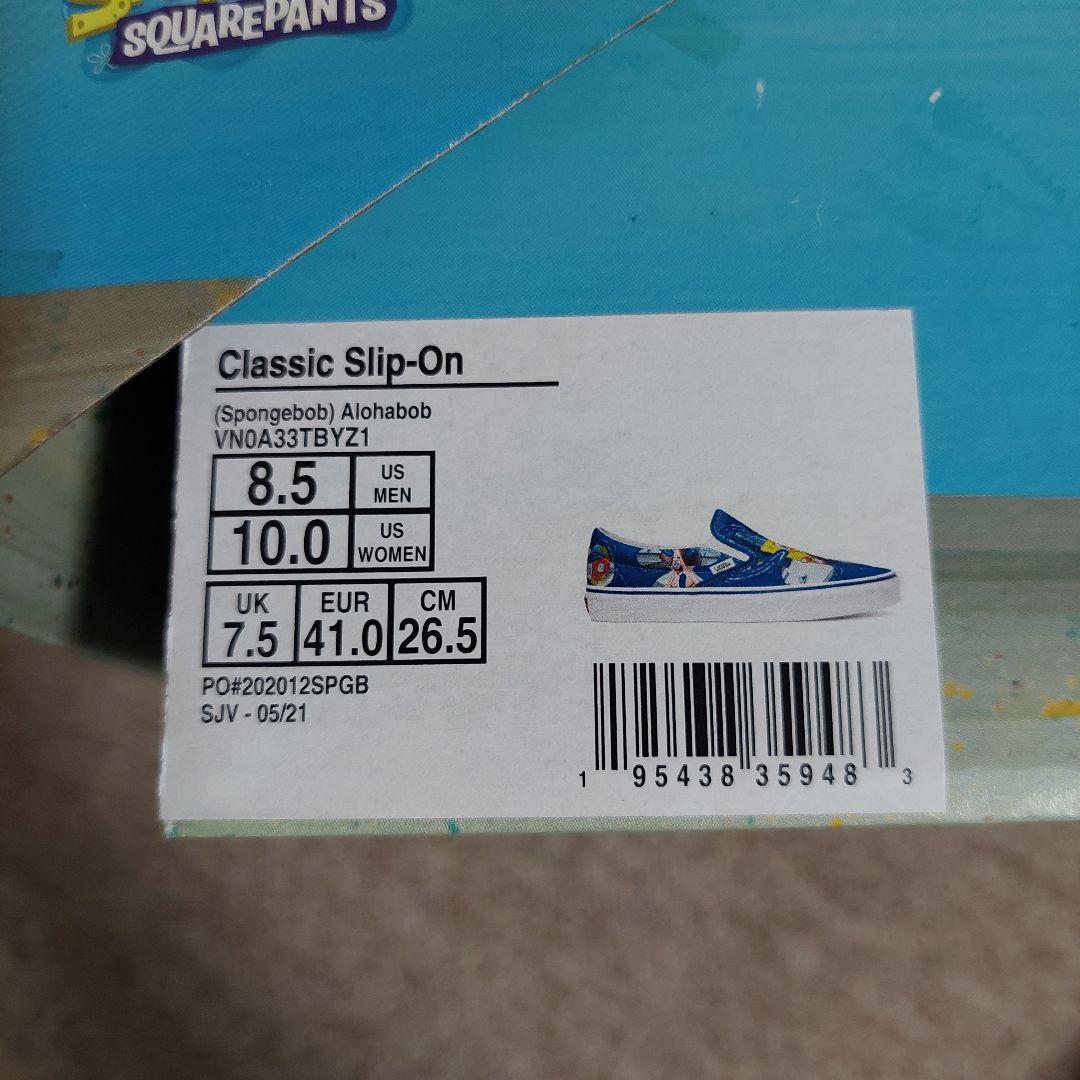 SQUAREPANTS
Classic Slip-On
(Spongebob) Alohabob
VN0A33TBYZ1
8.5 US MEN
10.0 US WOMEN
UK EUR CM
7.5 41.0 26.5
PO#202012SPGB
SJV - 05/21
VANS
1 95438 35948 3